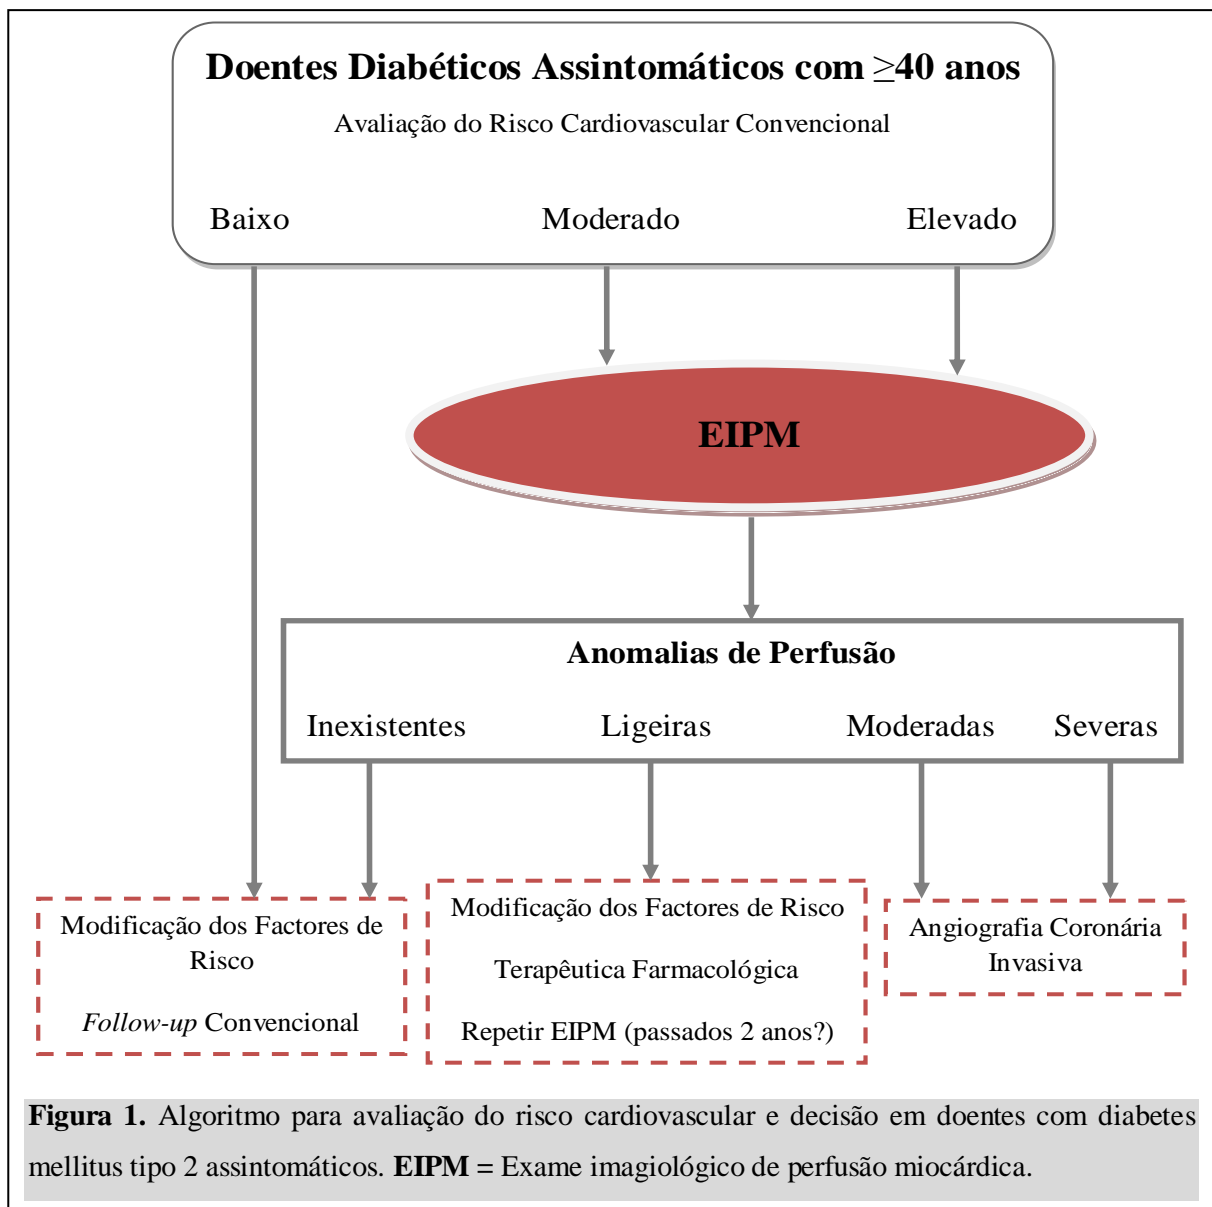 Doentes Diabéticos Assintomáticos com ≥40 anos
Avaliação do Risco Cardiovascular Convencional
Baixo Moderado Elevado
EIPM
Anomalias de Perfusão
Inexistentes Ligeiras Moderadas Severas
Modificação dos Factores de
Risco
Follow-up Convencional
Modificação dos Factores de Risco
Terapêutica Farmacológica
Repetir EIPM (passados 2 anos?)
Angiografia Coronária
Invasiva
Figura 1. Algoritmo para avaliação do risco cardiovascular e decisão em doentes com diabetes
mellitus tipo 2 assintomáticos. EIPM = Exame imagiológico de perfusão miocárdica.